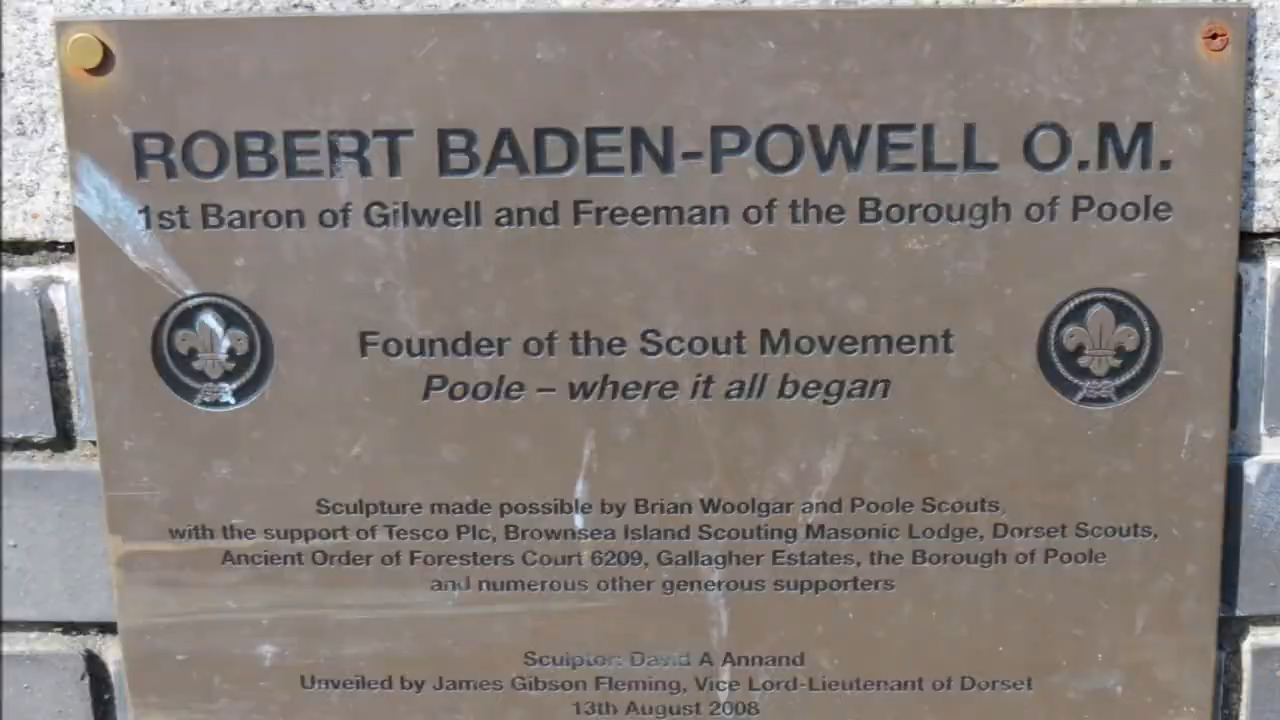 ROBERT BADEN-POWELL O.M.
1st Baron of Gilwell and Freeman of the Borough of Poole
Founder of the Scout Movement
Poole – where it all began
Sculpture made possible by Brian Woolgar and Poole Scouts,
with the support of Tesco Plc, Brownsea Island Scouting Masonic Lodge, Dorset Scouts,
Ancient Order of Foresters Court 6209, Gallagher Estates, the Borough of Poole
and numerous other generous supporters
Sculptor: David A Annand
Unveiled by James Gibson Fleming, Vice Lord-Lieutenant of Dorset
13th August 2008